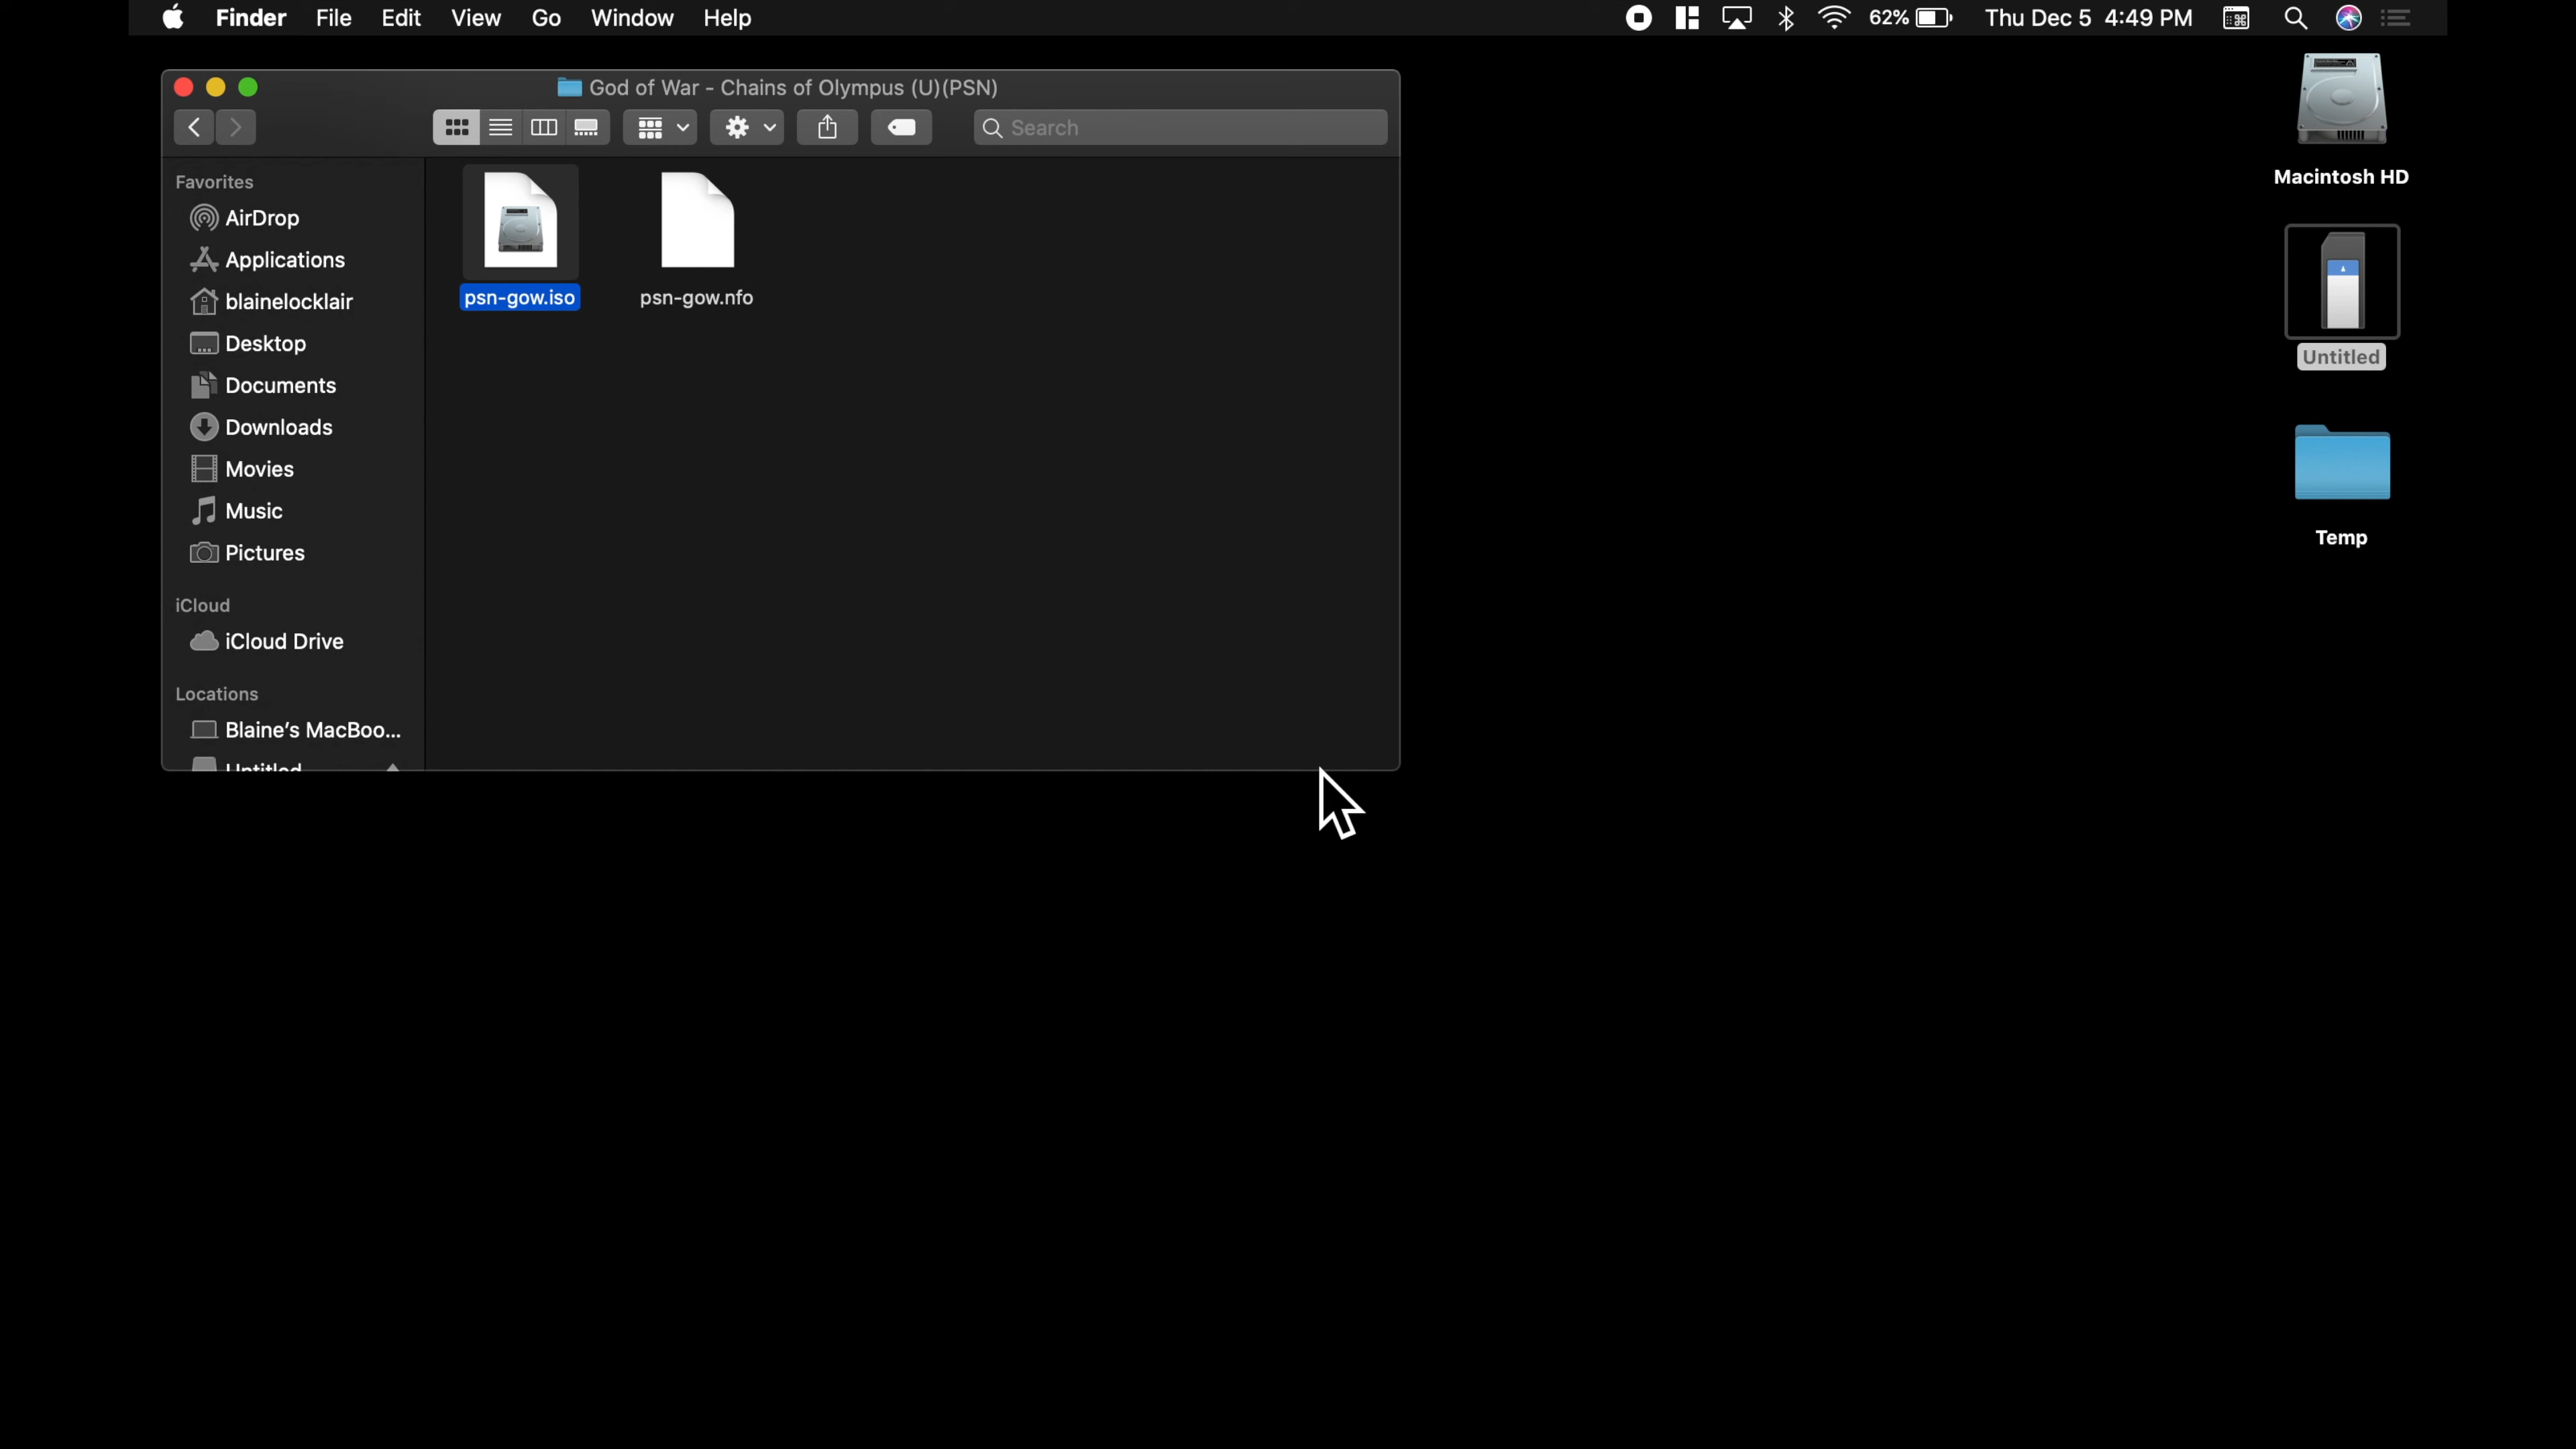 Finder File Edit View Go Window Help 62% Thu Dec 5 4:49 PM
God of War - Chains of Olympus (U)(PSN)
Search
Favorites
AirDrop
Applications
blainelocklair
Desktop
Documents
Downloads
Movies
Music
Pictures
iCloud
iCloud Drive
Locations
Blaine's MacBoo...
Untitled
psn-gow.iso
psn-gow.nfo
Macintosh HD
Untitled
Temp